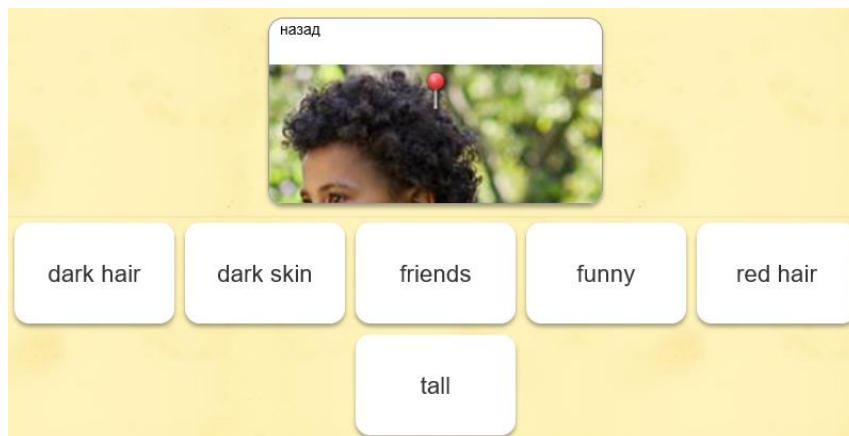 назад
dark hair
dark skin
friends
funny
red hair
tall